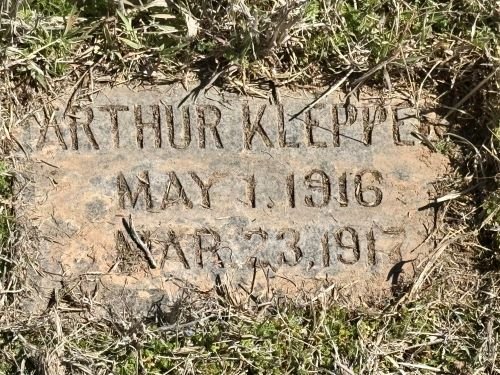 ARTHUR KLEPPER
MAY 1. 1916
MAR. 23. 1917